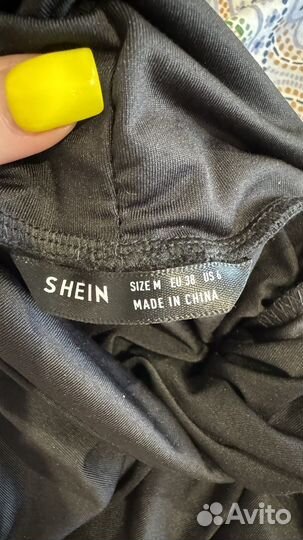 SHEIN
SIZE M EU 38 US 6
MADE IN CHINA
Avito